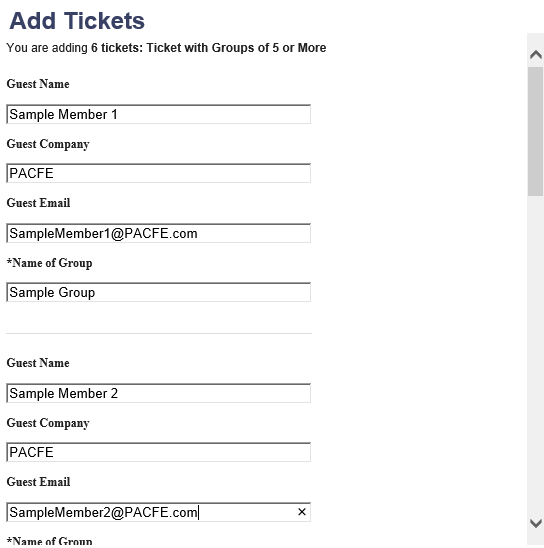 Add Tickets
You are adding 6 tickets: Ticket with Groups of 5 or More
Guest Name
Sample Member 1
Guest Company
PACFE
Guest Email
SampleMember1@PACFE.com
*Name of Group
Sample Group
Guest Name
Sample Member 2
Guest Company
PACFE
Guest Email
SampleMember2@PACFE.com
*Name of Group